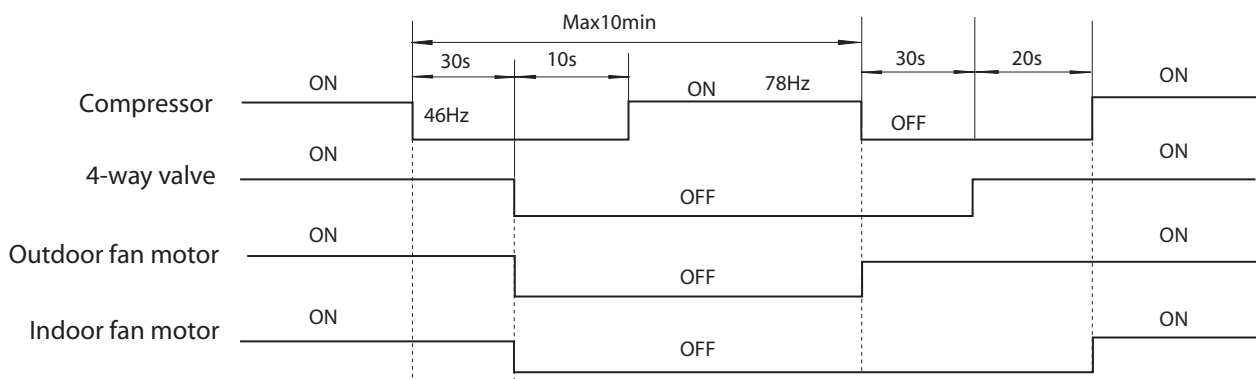 Max10min
30s 10s 30s 20s
ON ON 78Hz ON
Compressor 46Hz OFF
ON ON
4-way valve OFF
ON ON
Outdoor fan motor OFF
ON ON
Indoor fan motor OFF